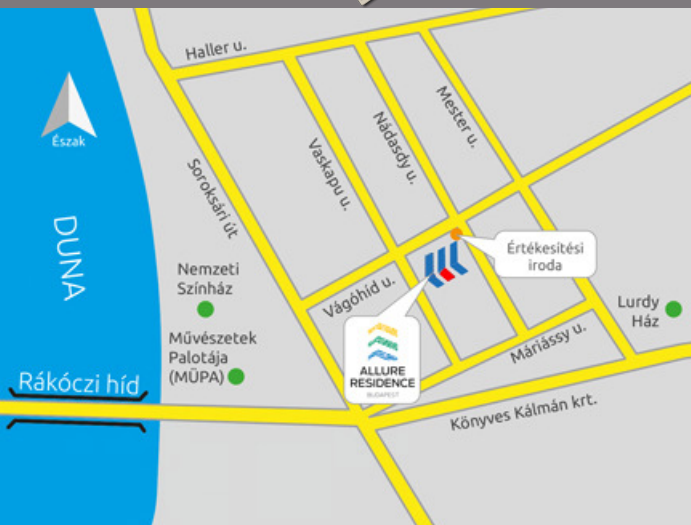 Haller u.
Mester u.
Nádasdy u.
Vaskapu u.
Észak
Soroksári út
DUNA
Értékesítési
iroda
Nemzeti
Színház
Vágóhíd u.
Lurdy
Ház
Művészetek
Palotája
(MÜPA)
Máriássy u.
ALLURE
RESIDENCE
BUDAPEST
Rákóczi híd
Könyves Kálmán krt.